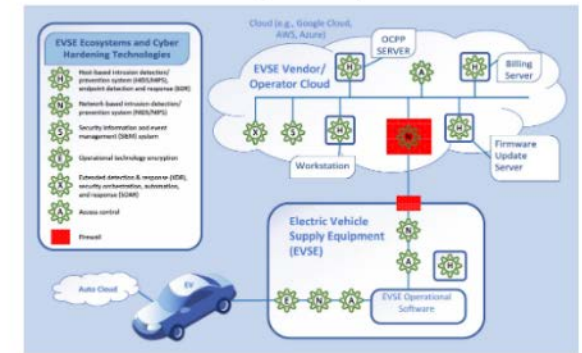 Cloud (e.g., Google Cloud,
AWS, Azure)
EVSE Ecosystems and Cyber
Hardening Technologies
H
Host-based intrusion detection/
prevention system (HIDS/HIPS),
endpoint detection and response (EDR)
N
Network-based intrusion detection/
prevention system (NIDS/NIPS)
S
Security information and event
management (SIEM) system
E
Operational technology encryption
X
Extended detection & response (XDR),
security orchestration, automation,
and response (SOAR)
A
Access control
Firewall
OCPP
SERVER
EVSE Vendor/
Operator Cloud
H
A
H
Billing
Server
X
S
H
H
Workstation
Firmware
Update
Server
Electric Vehicle
Supply Equipment
(EVSE)
N
A
H
Auto Cloud
EV
E
N
A
EVSE Operational
Software